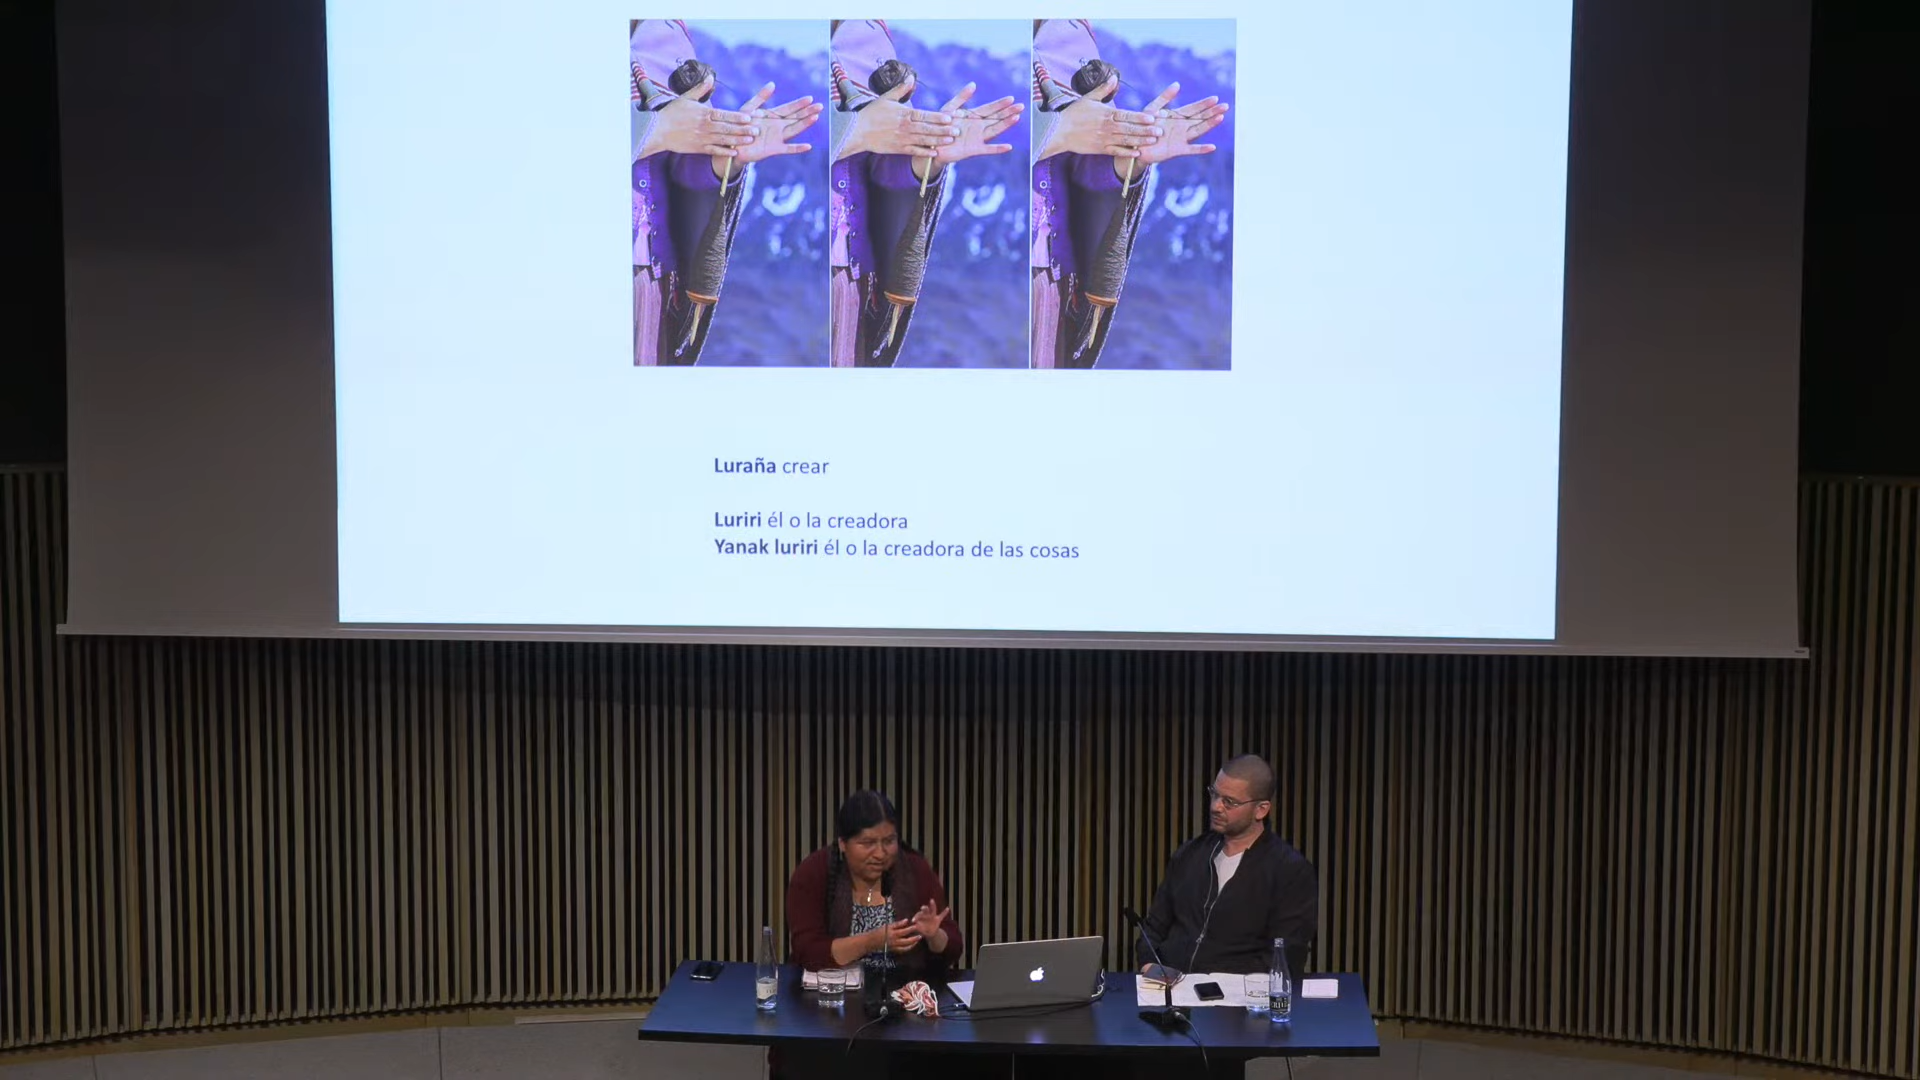 Luraña crear
Luriri él o la creadora
Yanak luriri él o la creadora de las cosas